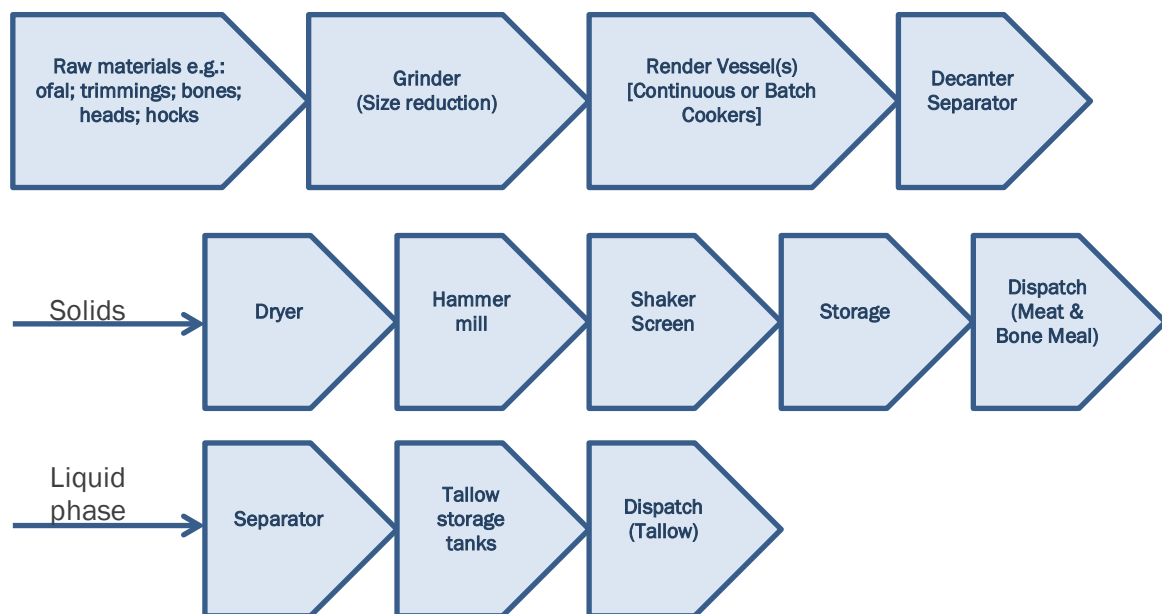 Raw materials e.g.:
ofal; trimmings; bones;
heads; hocks
Grinder
(Size reduction)
Render Vessel(s)
[Continuous or Batch
Cookers]
Decanter
Separator
Solids
Dryer
Hammer
mill
Shaker
Screen
Storage
Dispatch
(Meat &
Bone Meal)
Liquid
phase
Separator
Tallow
storage
tanks
Dispatch
(Tallow)